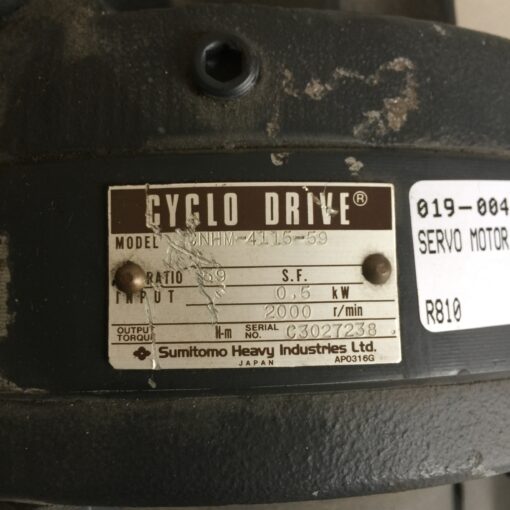 CYCLO DRIVE®
MODEL NHM-4115-59
RATIO 59 S.F.
INPUT 0.5 kW
2000 r/min
OUTPUT TORQUE N-m SERIAL NO. C3027238
Sumitomo Heavy Industries Ltd.
JAPAN AP0316G
019-004
SERVO MOTOR
R810